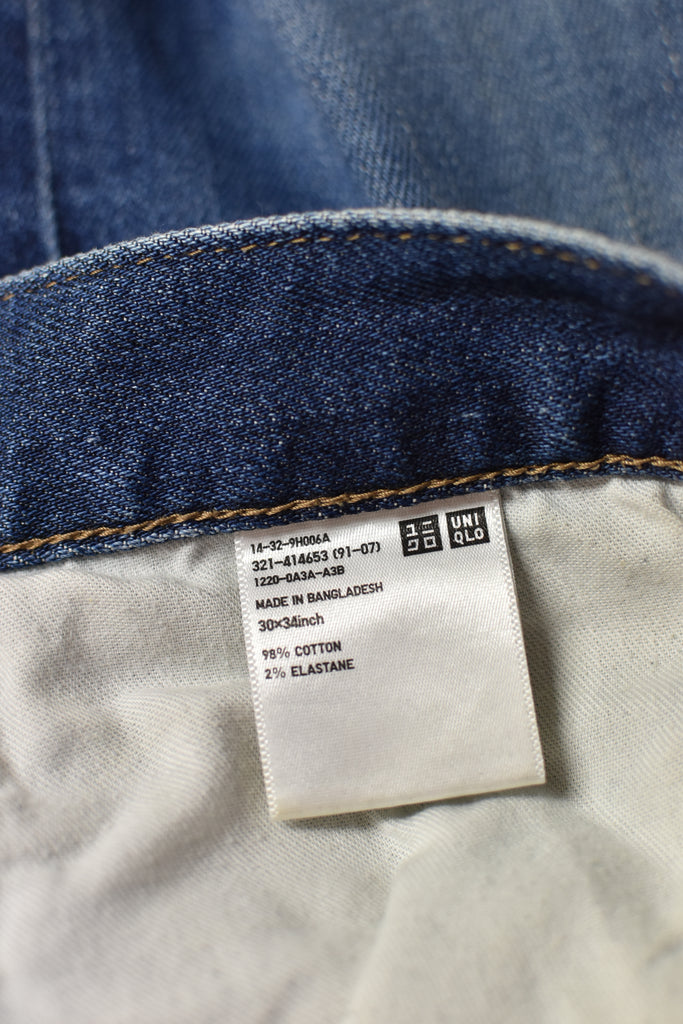 ユニ
クロ
UNI
QLO
14-32-9H006A
321-414653 (91-07)
1220-0A3A-A3B
MADE IN BANGLADESH
30×34inch
98% COTTON
2% ELASTANE